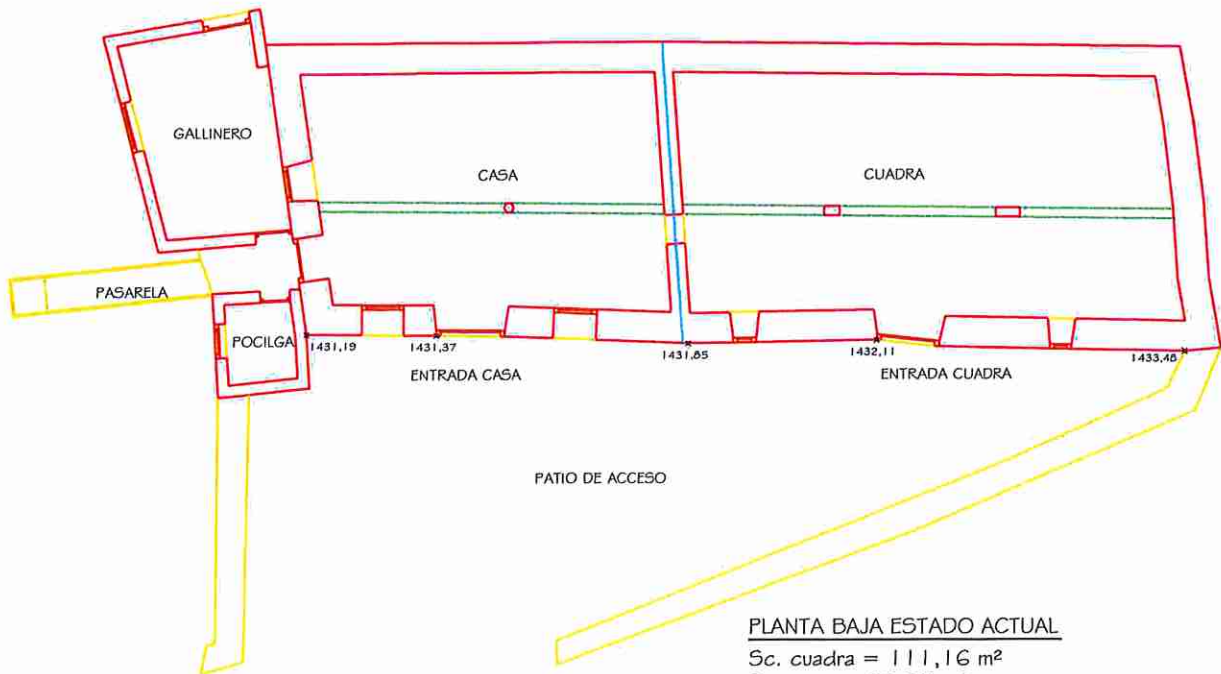 GALLINERO
CASA
CUADRA
PASARELA
POCILGA
1431,19
1431,37
1431,65
1432,11
1433,48
ENTRADA CASA
ENTRADA CUADRA
PATIO DE ACCESO
PLANTA BAJA ESTADO ACTUAL
Sc. cuadra = 111,16 m²